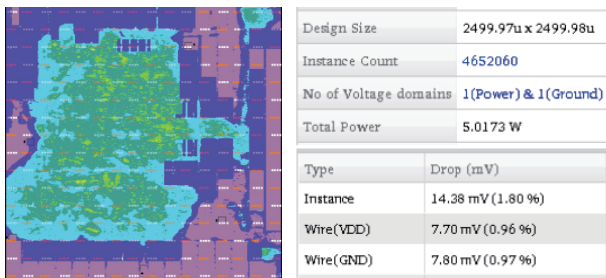 Design Size 2499.97u x 2499.98u
Instance Count 4652060
No of Voltage domains 1(Power) & 1(Ground)
Total Power 5.0173 W
Type Drop (mV)
Instance 14.38 mV (1.80 %)
Wire(VDD) 7.70 mV (0.96 %)
Wire(GND) 7.80 mV (0.97 %)